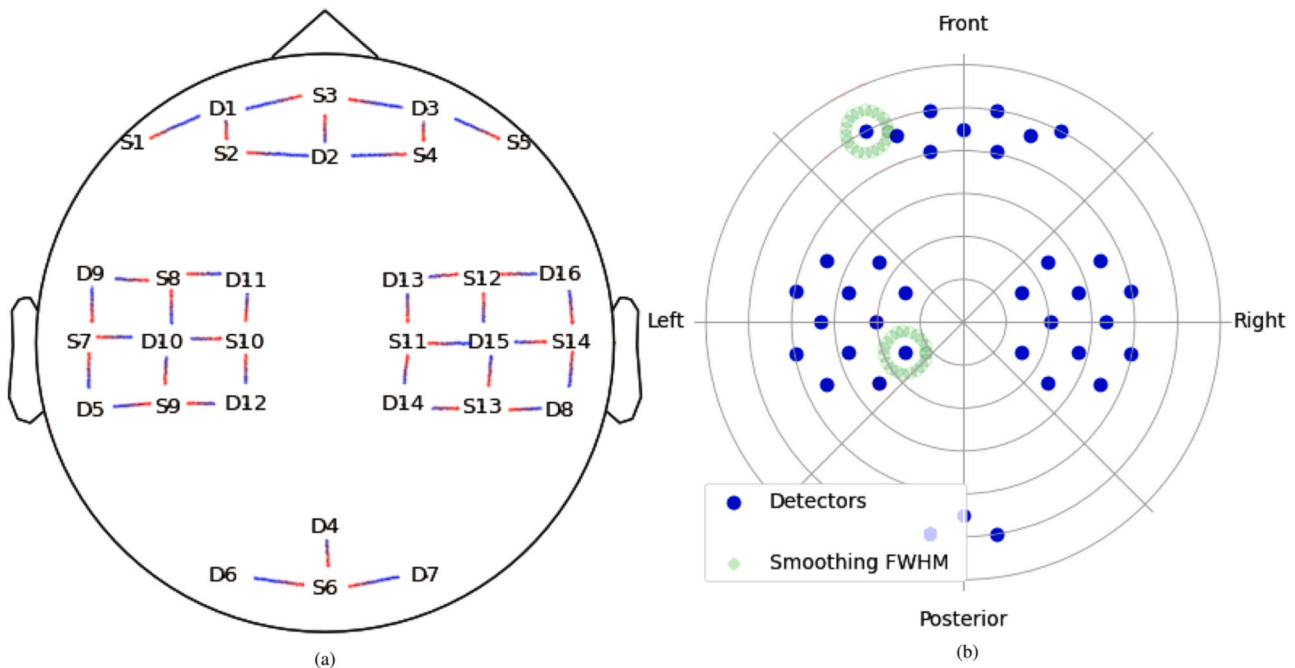 S3
D1
D3
S1
S5
S2
D2
S4
D9
S8
D11
D13
S12
D16
S7
D10
S10
S11
D15
S14
D5
S9
D12
D14
S13
D8
D4
D6
S6
D7
(a)
Front
Left
Right
Detectors
Smoothing FWHM
Posterior
(b)